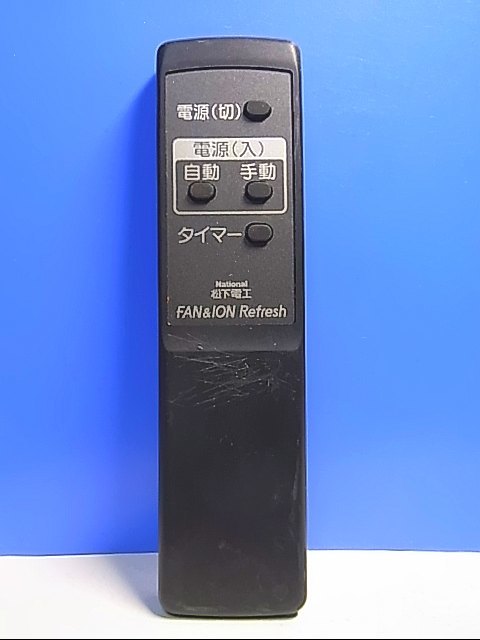 電源(切)
電源(入)
自動 手動
タイマー
National
松下電工
FAN&ION Refresh